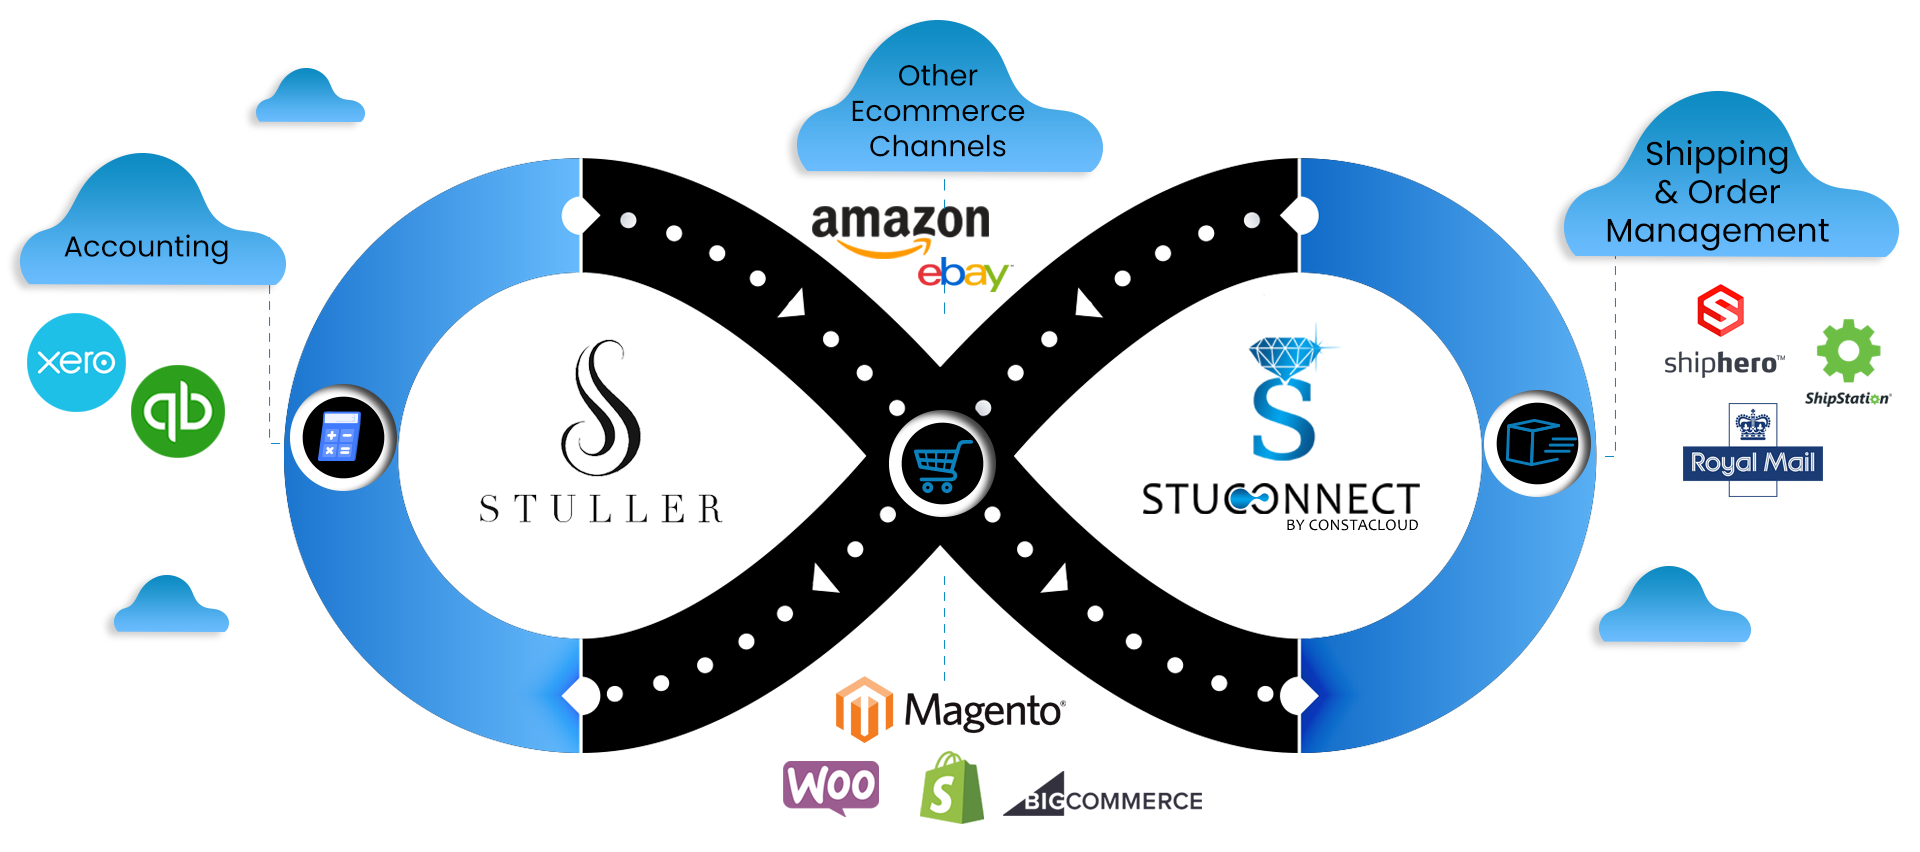 Other
Ecommerce
Channels
Shipping
& Order
Management
Accounting
amazon
ebay™
xero
qb
shiphero™
ShipStation®
Royal Mail
STULLER
S
STUCONNECT
BY CONSTACLOUD
Magento®
WOO
S
BIGCOMMERCE